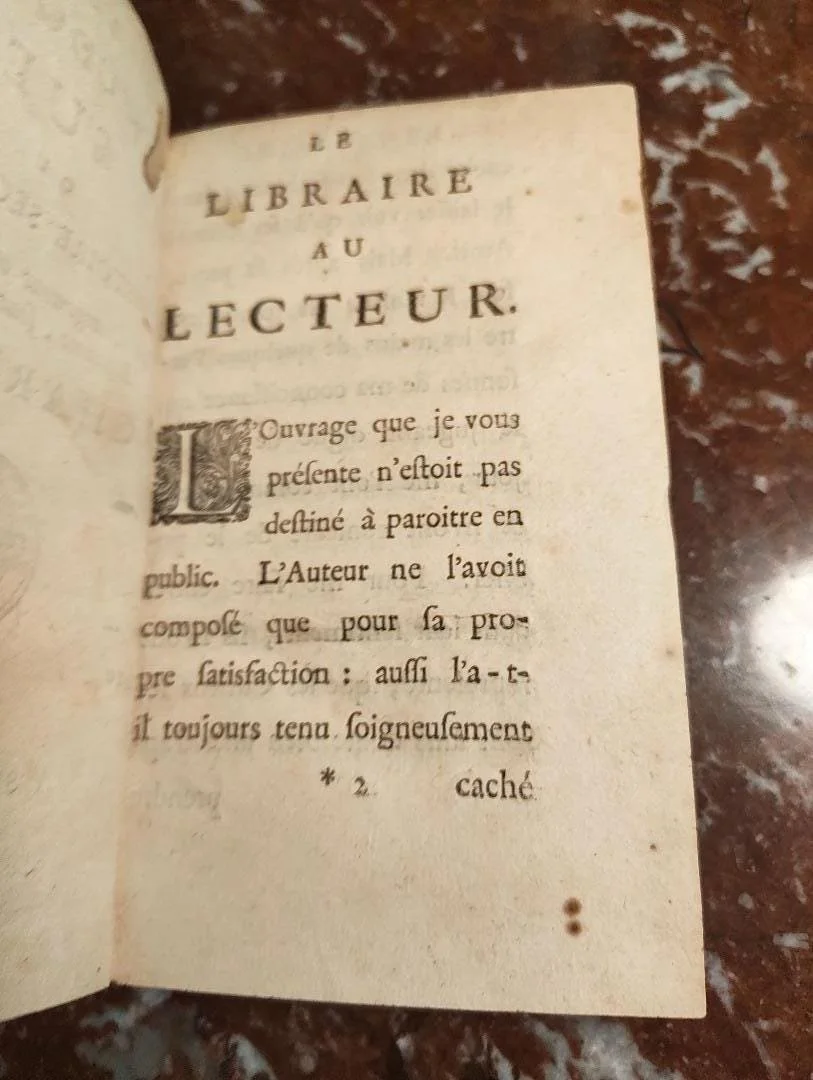 LE
LIBRAIRE
AU
LECTEUR.
L'Ouvrage que je vous
préſente n'eſtoit pas
deſtiné à paroitre en
public. L'Auteur ne l'avoit
compoſé que pour ſa pro-
pre ſatisfaction : auſſi l'a-t-
il toujours tenu ſoigneuſement
* 2 caché